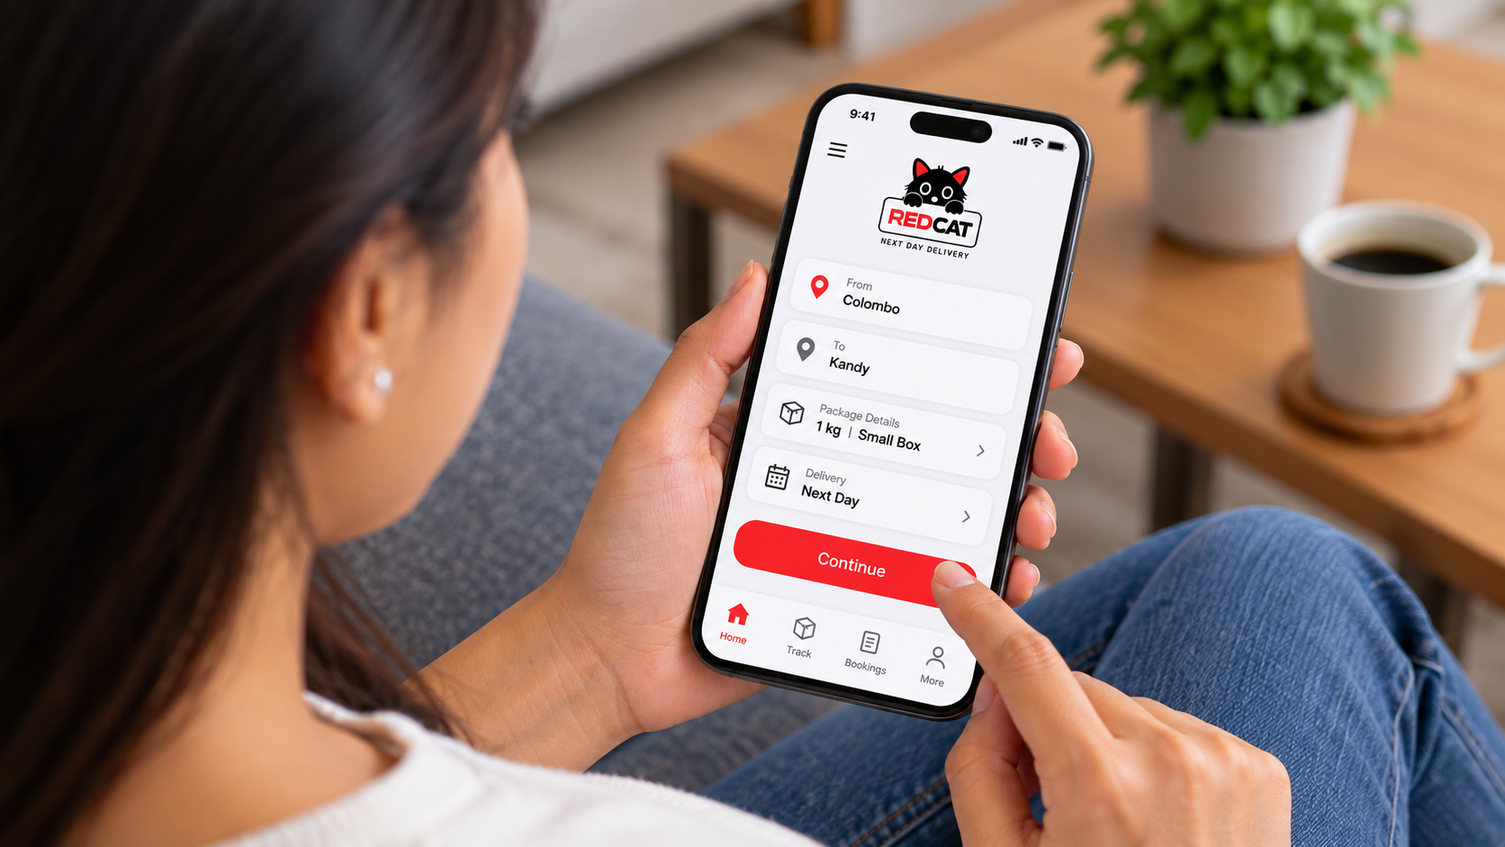 9:41
REDCAT
NEXT DAY DELIVERY
From
Colombo
To
Kandy
Package Details
1 kg | Small Box
Delivery
Next Day
Continue
Home
Track
Bookings
More